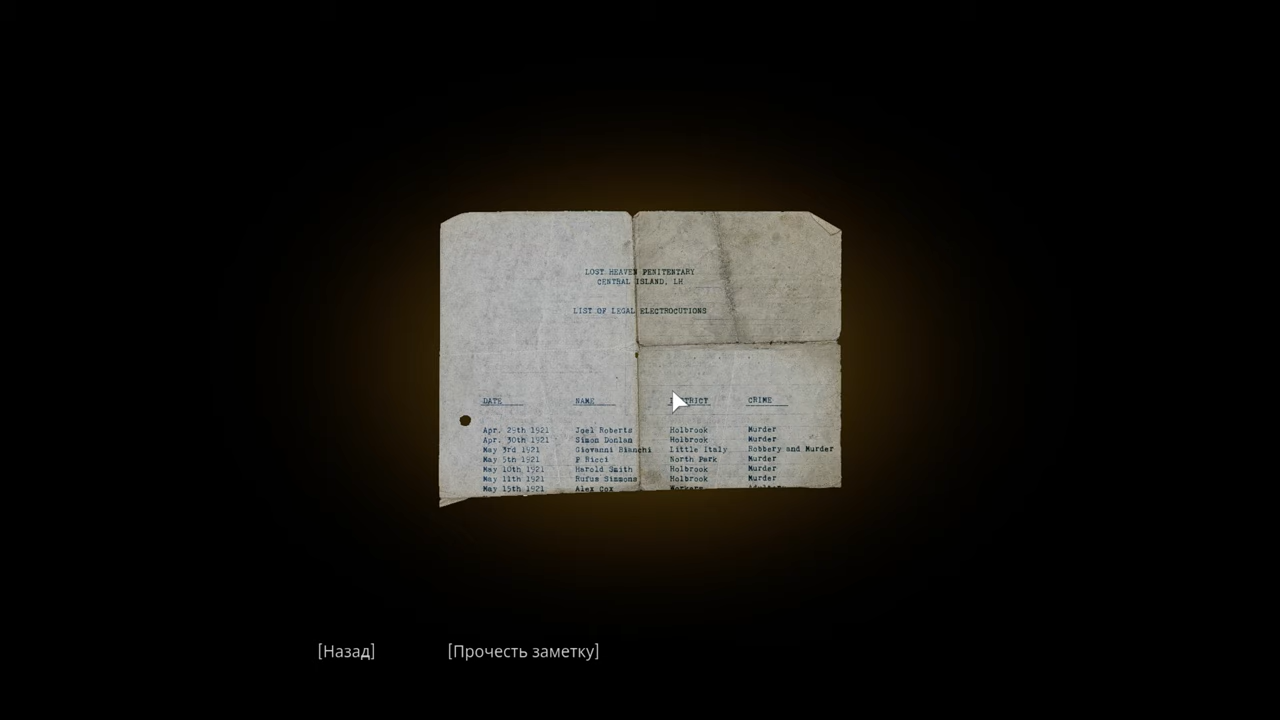 LOST HEAVEN PENITENTARY
CENTRAL ISLAND, LH
LIST OF LEGAL ELECTROCUTIONS
DATE NAME CRIME
Apr. 29th 1921 Joel Roberts Holbrook Murder
Apr. 30th 1921 Simon Donlan Holbrook Murder
May 3rd 1921 Giovanni Bianchi Little Italy Robbery and Murder
May 5th 1921 P. Ricci North Park Murder
May 10th 1921 Harold Smith Holbrook Murder
May 11th 1921 Rufus Simmons Holbrook Murder
May 15th 1921 Alex Cox
[Назад] [Прочесть заметку]